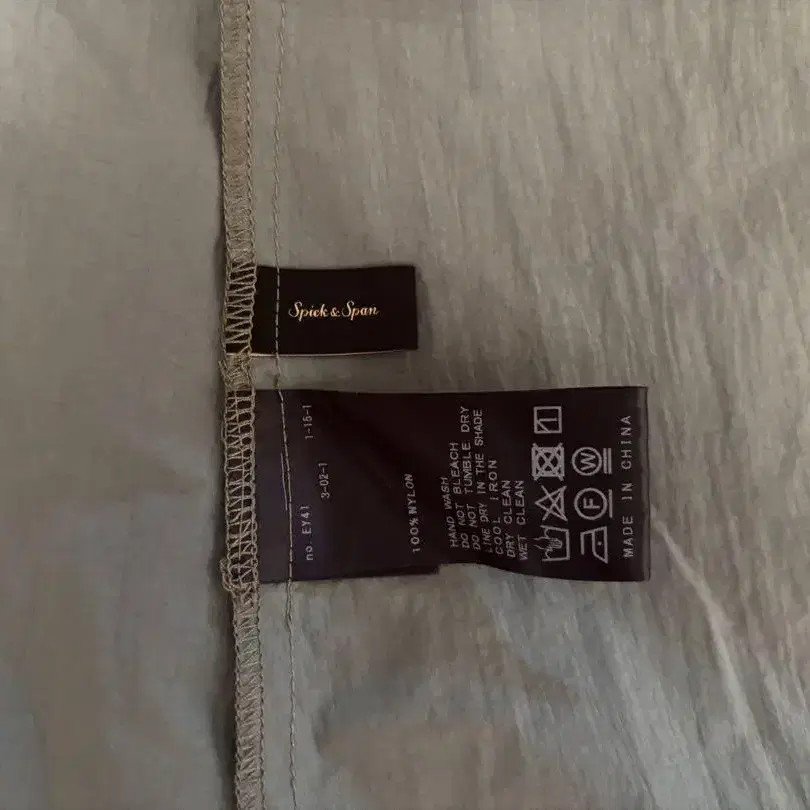 Spick & Span
1-15-1
3-02-1
no. EY41
100% NYLON
HAND WASH
DO NOT BLEACH
DO NOT TUMBLE DRY
LINE DRY IN THE SHADE
COOL IRON
DRY CLEAN
WET CLEAN
F W
MADE IN CHINA